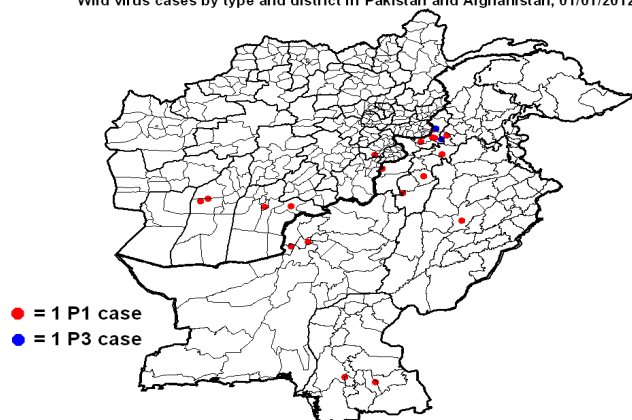 Wild virus cases by type and district in Pakistan and Afghanistan, 01/01/2012
= 1 P1 case
= 1 P3 case